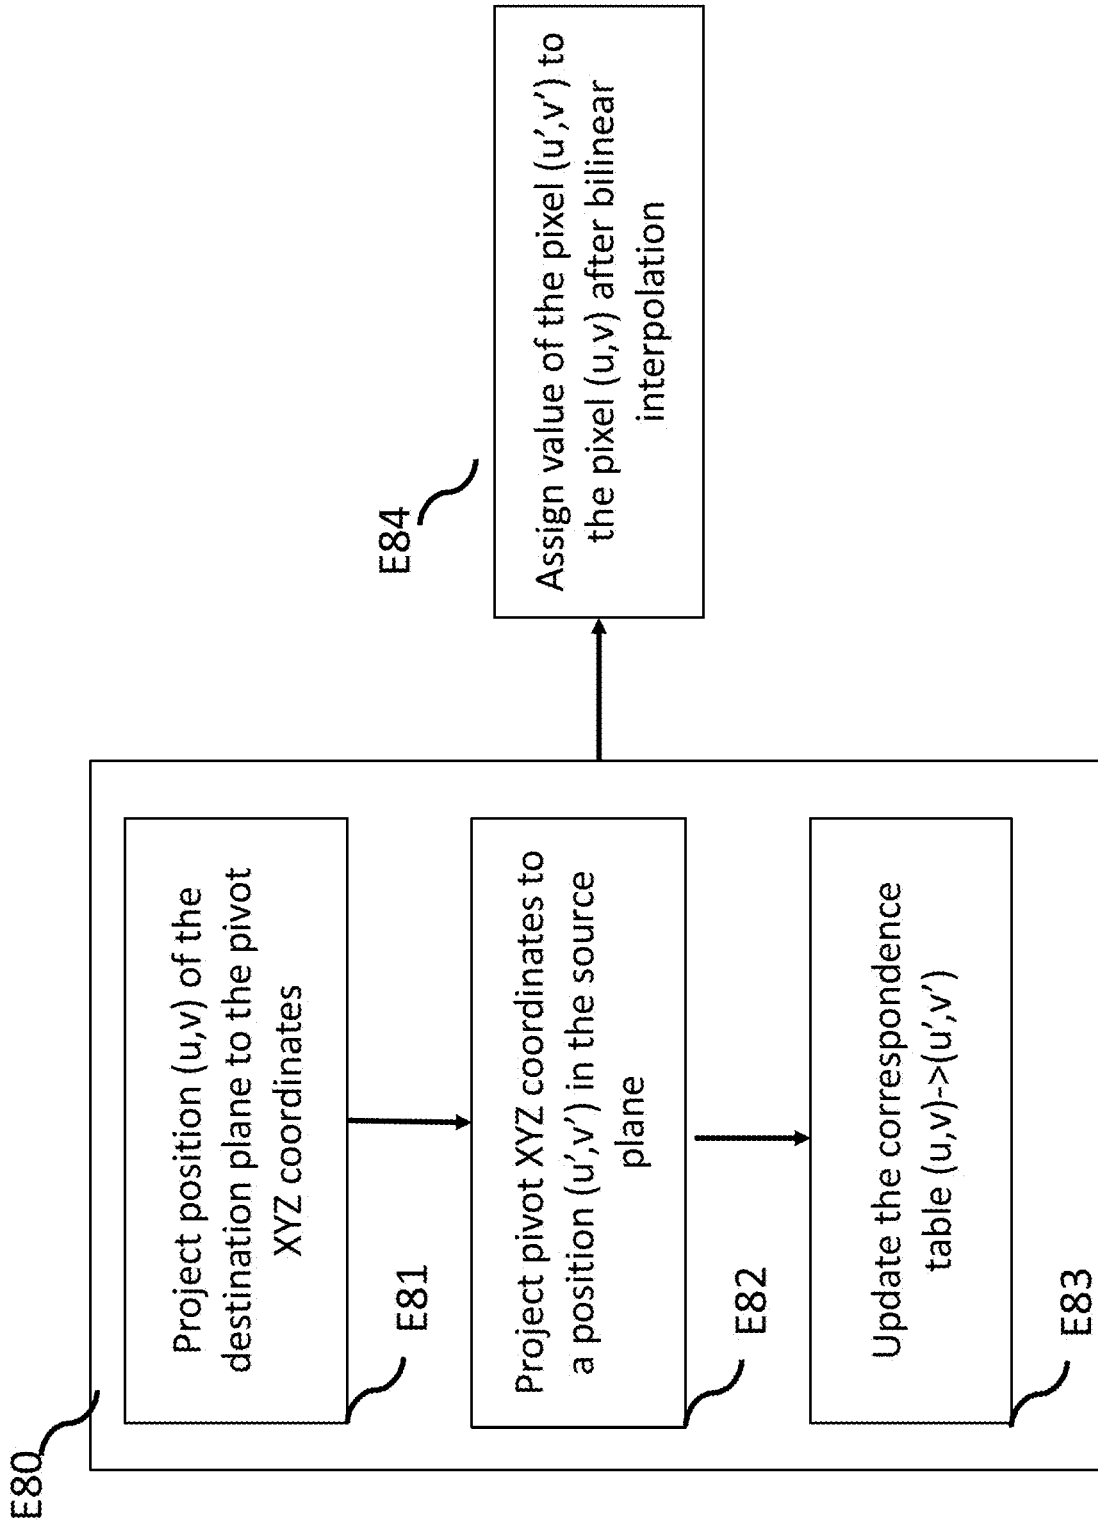 E80
Project position (u,v) of the
destination plane to the pivot
XYZ coordinates
E81
Project pivot XYZ coordinates to
a position (u',v') in the source
plane
E82
Update the correspondence
table (u,v)->(u',v')
E83
E84
Assign value of the pixel (u',v') to
the pixel (u,v) after bilinear
interpolation